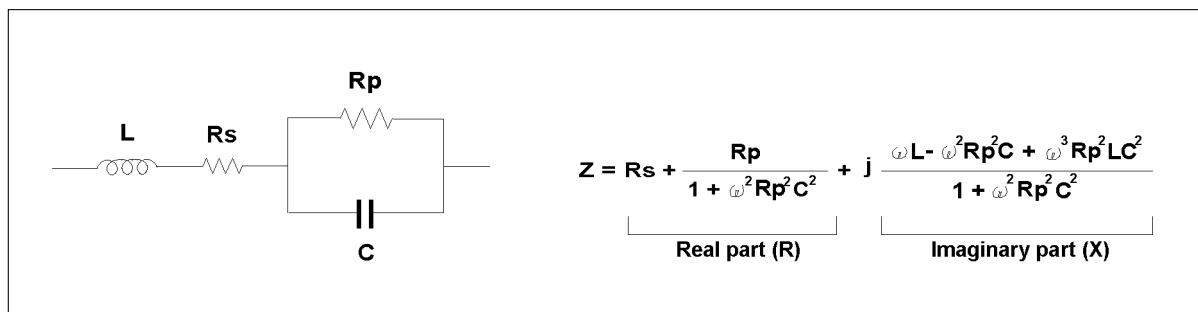 Rp
L
Rs
C
Z = Rs + Rp / 1 + ω²Rp²C² + j ωL- ω²Rp²C + ω³Rp²LC² / 1 + ω²Rp²C²
Real part (R)
Imaginary part (X)